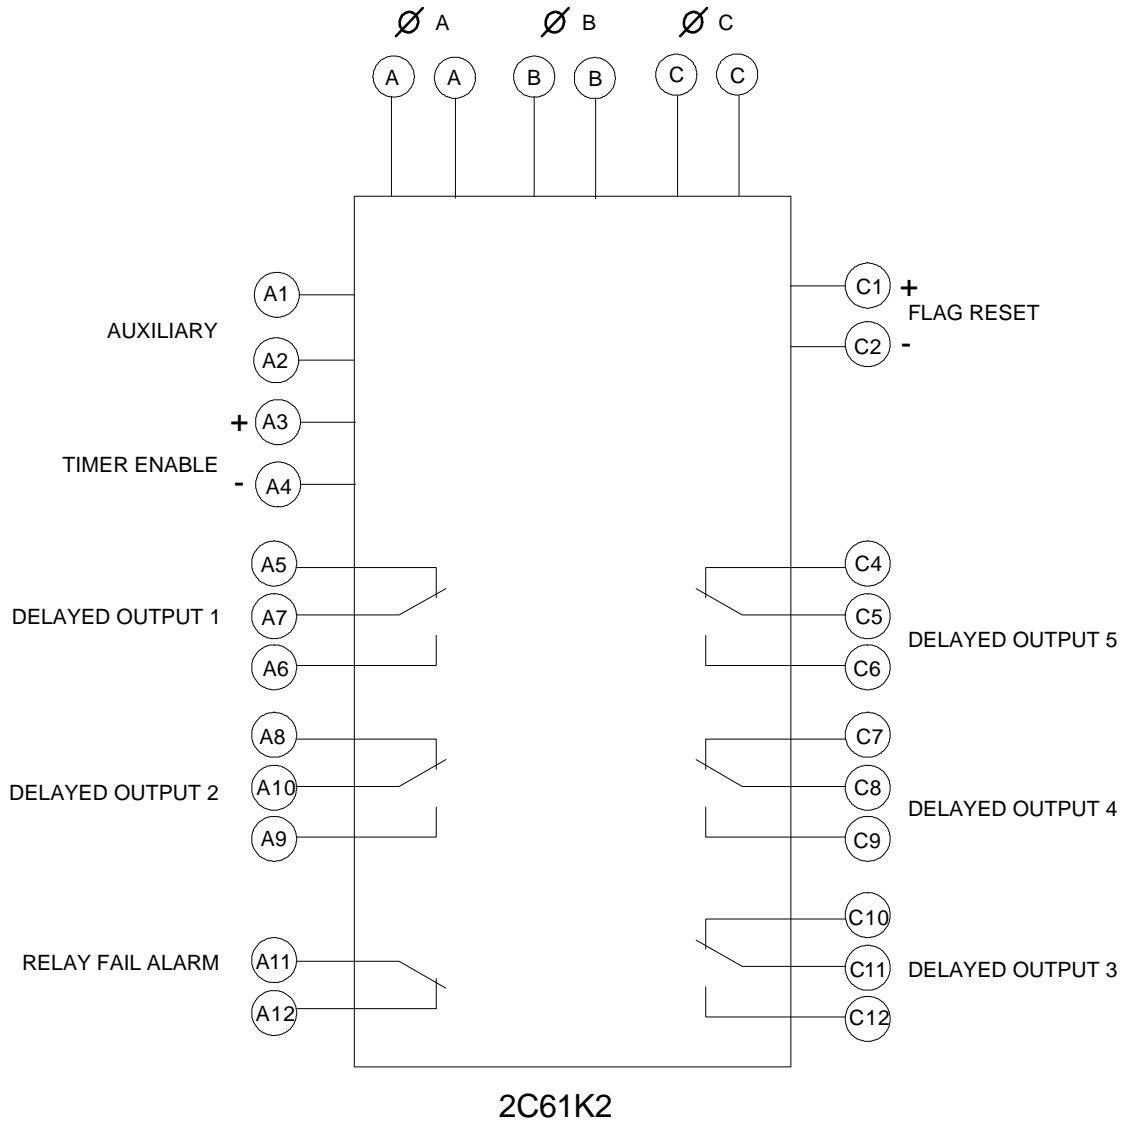 Ø A Ø B Ø C
A A B B C C
A1 C1 +
FLAG RESET
AUXILIARY
A2 C2 -
+ A3
TIMER ENABLE
- A4
A5 C4
DELAYED OUTPUT 1 A7 C5
DELAYED OUTPUT 5
A6 C6
A8 C7
DELAYED OUTPUT 2 A10 C8
DELAYED OUTPUT 4
A9 C9
C10
RELAY FAIL ALARM A11 C11 DELAYED OUTPUT 3
A12 C12
2C61K2